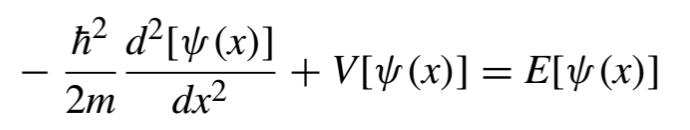 − ħ²/2m d²[ψ(x)]/dx² + V[ψ(x)] = E[ψ(x)]